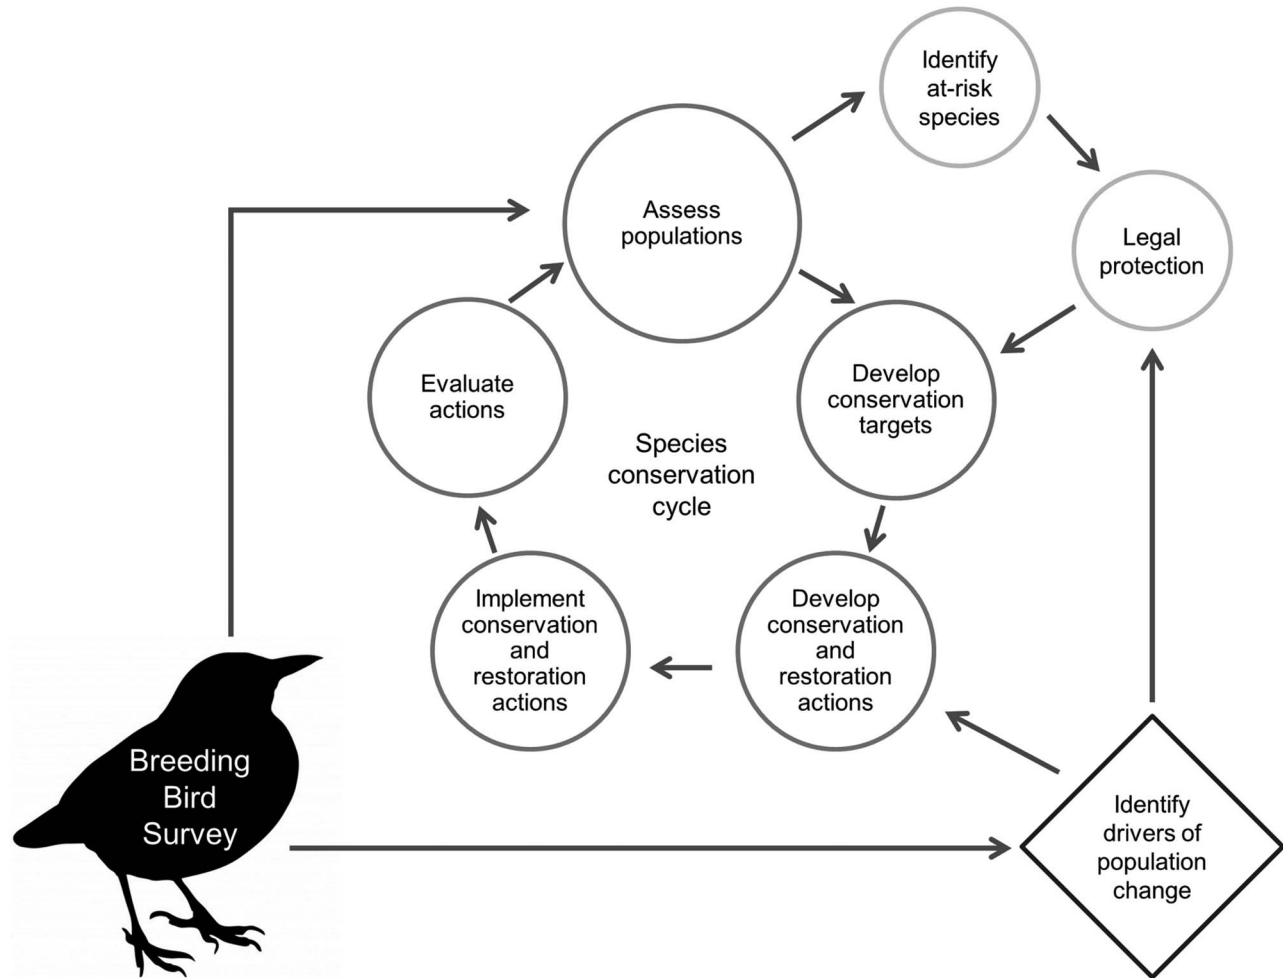 Identify
at-risk
species
Assess
populations
Legal
protection
Evaluate
actions
Develop
conservation
targets
Species
conservation
cycle
Implement
conservation
and
restoration
actions
Develop
conservation
and
restoration
actions
Breeding
Bird
Survey
Identify
drivers of
population
change